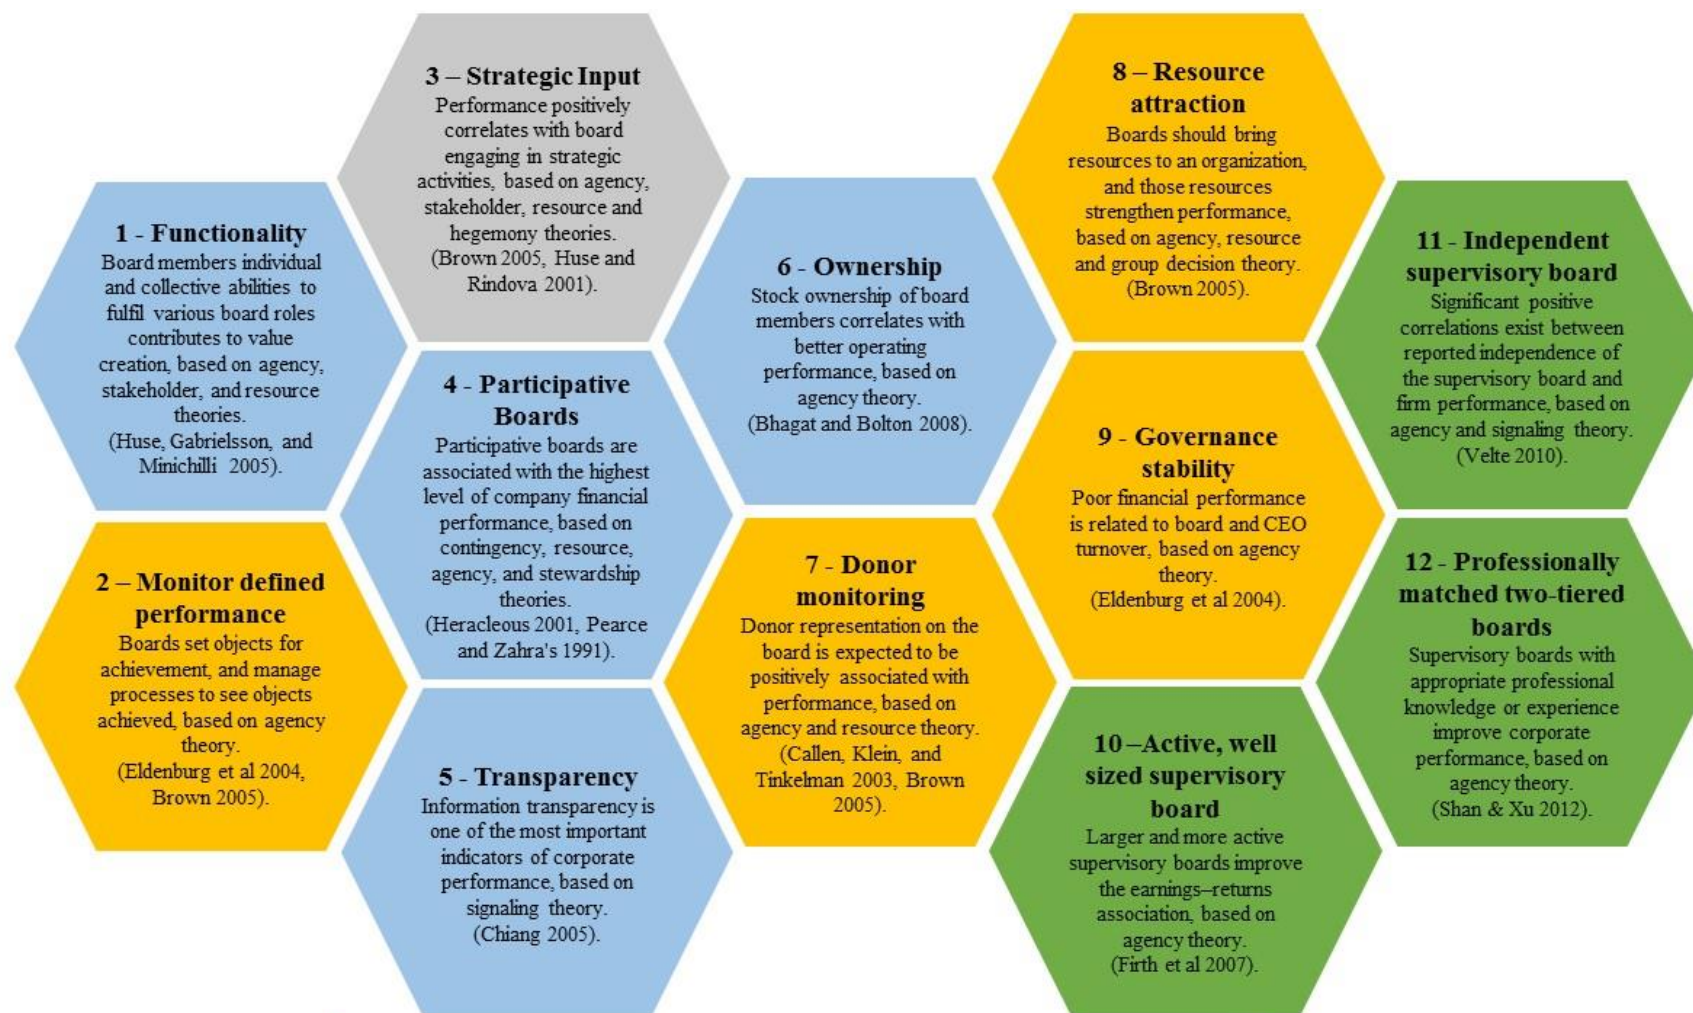 1 - Functionality
Board members individual
and collective abilities to
fulfil various board roles
contributes to value
creation, based on agency,
stakeholder, and resource
theories.
(Huse, Gabrielsson, and
Minichilli 2005).
2 – Monitor defined
performance
Boards set objects for
achievement, and manage
processes to see objects
achieved, based on agency
theory.
(Eldenburg et al 2004,
Brown 2005).
3 – Strategic Input
Performance positively
correlates with board
engaging in strategic
activities, based on agency,
stakeholder, resource and
hegemony theories.
(Brown 2005, Huse and
Rindova 2001).
4 - Participative
Boards
Participative boards are
associated with the highest
level of company financial
performance, based on
contingency, resource,
agency, and stewardship
theories.
(Heracleous 2001, Pearce
and Zahra's 1991).
5 - Transparency
Information transparency is
one of the most important
indicators of corporate
performance, based on
signaling theory.
(Chiang 2005).
6 - Ownership
Stock ownership of board
members correlates with
better operating
performance, based on
agency theory.
(Bhagat and Bolton 2008).
7 - Donor
monitoring
Donor representation on the
board is expected to be
positively associated with
performance, based on
agency and resource theory.
(Callen, Klein, and
Tinkelman 2003, Brown
2005).
8 – Resource
attraction
Boards should bring
resources to an organization,
and those resources
strengthen performance,
based on agency, resource
and group decision theory.
(Brown 2005).
9 - Governance
stability
Poor financial performance
is related to board and CEO
turnover, based on agency
theory.
(Eldenburg et al 2004).
10 –Active, well
sized supervisory
board
Larger and more active
supervisory boards improve
the earnings–returns
association, based on
agency theory.
(Firth et al 2007).
11 - Independent
supervisory board
Significant positive
correlations exist between
reported independence of
the supervisory board and
firm performance, based on
agency and signaling theory.
(Velte 2010).
12 - Professionally
matched two-tiered
boards
Supervisory boards with
appropriate professional
knowledge or experience
improve corporate
performance, based on
agency theory.
(Shan & Xu 2012).